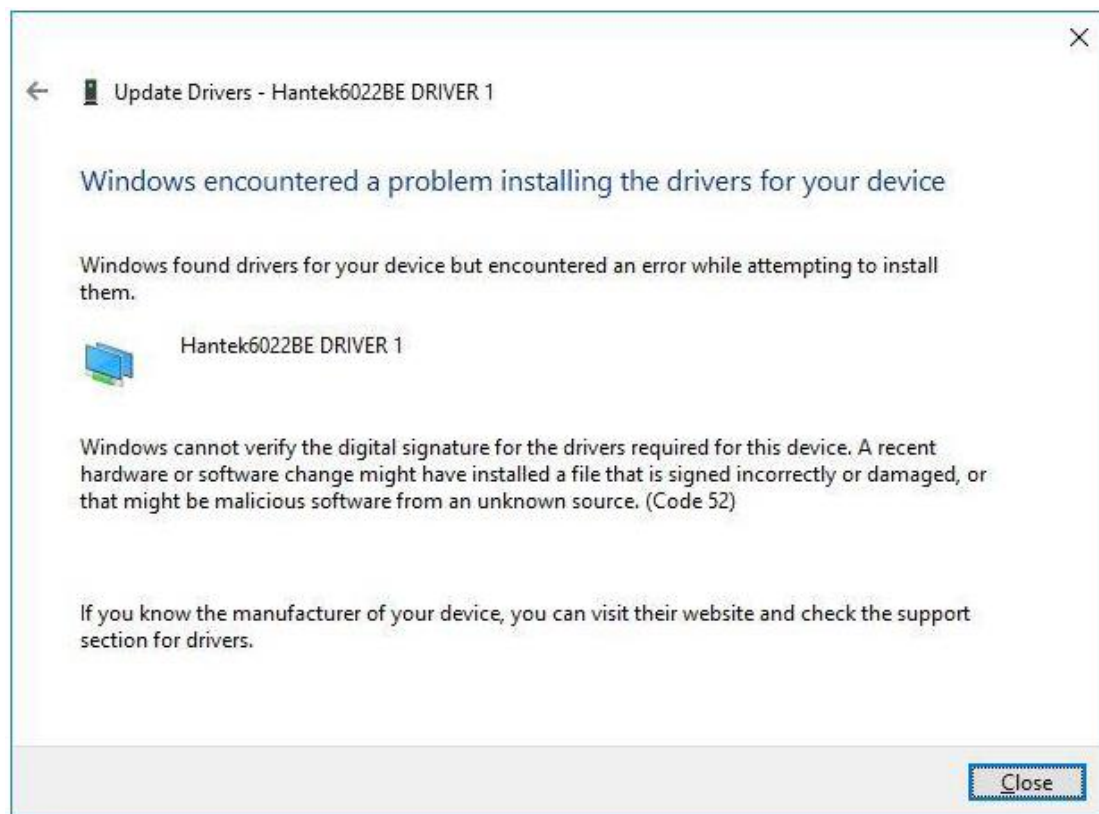 Update Drivers - Hantek6022BE DRIVER 1
Windows encountered a problem installing the drivers for your device
Windows found drivers for your device but encountered an error while attempting to install
them.
Hantek6022BE DRIVER 1
Windows cannot verify the digital signature for the drivers required for this device. A recent
hardware or software change might have installed a file that is signed incorrectly or damaged, or
that might be malicious software from an unknown source. (Code 52)
If you know the manufacturer of your device, you can visit their website and check the support
section for drivers.
Close